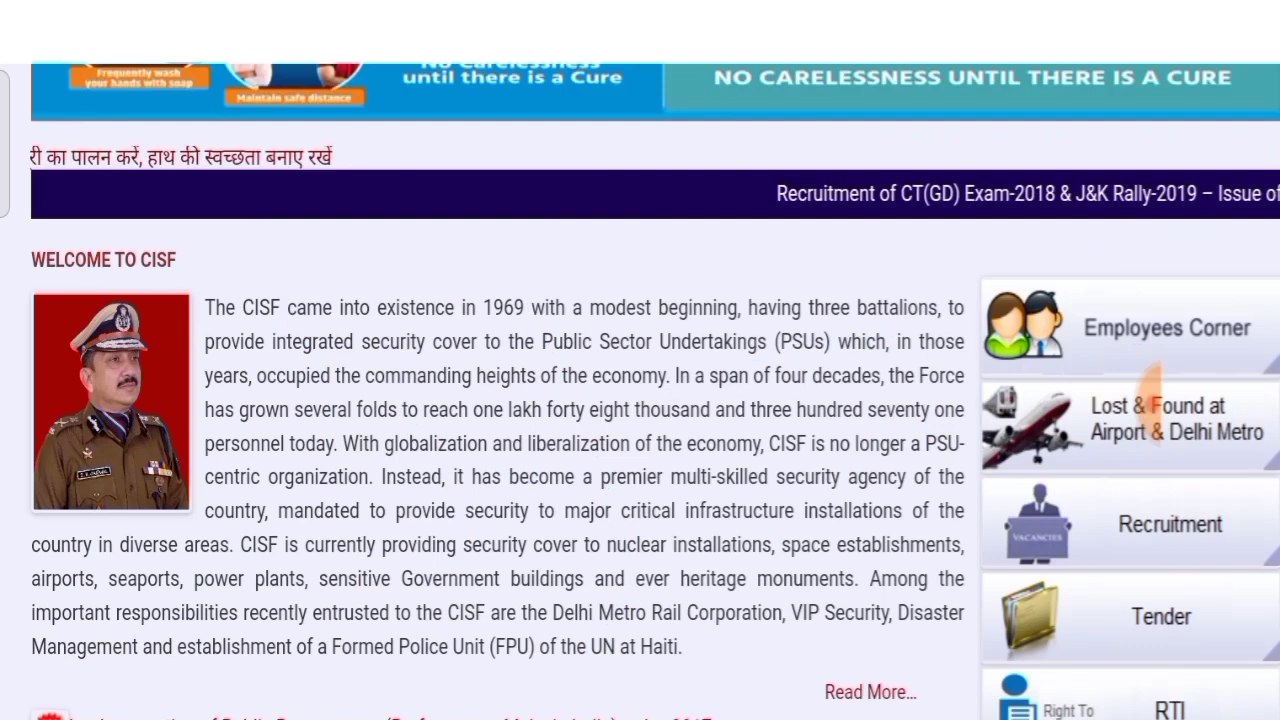 Frequently wash
your hands with soap
Maintain safe distance
No Carelessness
until there is a Cure
NO CARELESSNESS UNTIL THERE IS A CURE
री का पालन करें, हाथ की स्वच्छता बनाए रखें
Recruitment of CT(GD) Exam-2018 & J&K Rally-2019 – Issue of
WELCOME TO CISF
The CISF came into existence in 1969 with a modest beginning, having three battalions, to
provide integrated security cover to the Public Sector Undertakings (PSUs) which, in those
years, occupied the commanding heights of the economy. In a span of four decades, the Force
has grown several folds to reach one lakh forty eight thousand and three hundred seventy one
personnel today. With globalization and liberalization of the economy, CISF is no longer a PSU-
centric organization. Instead, it has become a premier multi-skilled security agency of the
country, mandated to provide security to major critical infrastructure installations of the
country in diverse areas. CISF is currently providing security cover to nuclear installations, space establishments,
airports, seaports, power plants, sensitive Government buildings and ever heritage monuments. Among the
important responsibilities recently entrusted to the CISF are the Delhi Metro Rail Corporation, VIP Security, Disaster
Management and establishment of a Formed Police Unit (FPU) of the UN at Haiti.
Read More...
Employees Corner
Lost & Found at
Airport & Delhi Metro
VACANCIES
Recruitment
Tender
Right To
RTI